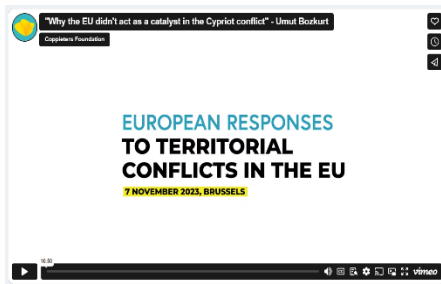 "Why the EU didn't act as a catalyst in the Cypriot conflict" - Umut Bozkurt
Coppieters Foundation
EUROPEAN RESPONSES
TO TERRITORIAL
CONFLICTS IN THE EU
7 NOVEMBER 2023, BRUSSELS
vimeo